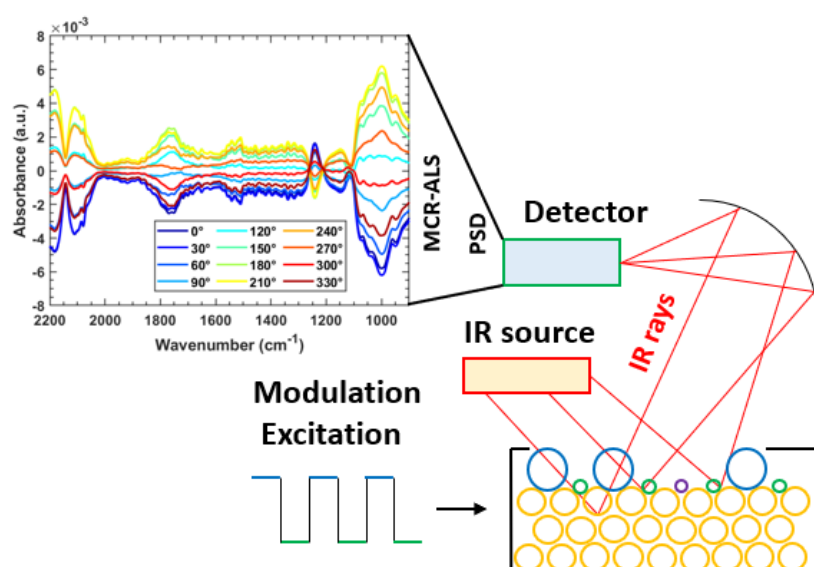 ×10⁻³
8
6
4
2
0
-2
-4
-6
-8
Absorbance (a.u.)
0° 120° 240°
30° 150° 270°
60° 180° 300°
90° 210° 330°
2200 2000 1800 1600 1400 1200 1000
Wavenumber (cm⁻¹)
MCR-ALS
PSD
Detector
IR rays
IR source
Modulation
Excitation